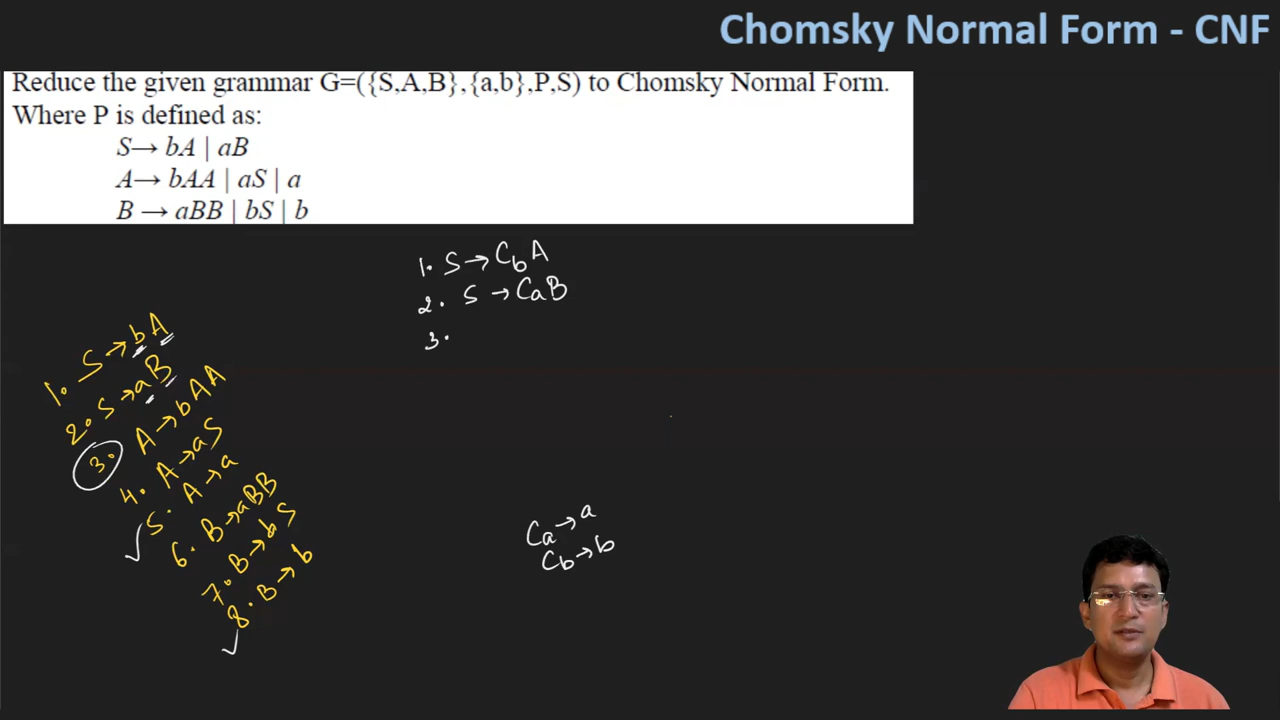 Chomsky Normal Form - CNF
Reduce the given grammar G=({S,A,B},{a,b},P,S) to Chomsky Normal Form.
Where P is defined as:
S→ bA | aB
A→ bAA | aS | a
B → aBB | bS | b
1. S→CbA
2. S→CaB
3.
1. S→bA
2. S→aB
3. A→bAA
4. A→aS
5. A→a
6. B→aBB
7. B→bS
8. B→b
Ca→a
Cb→b